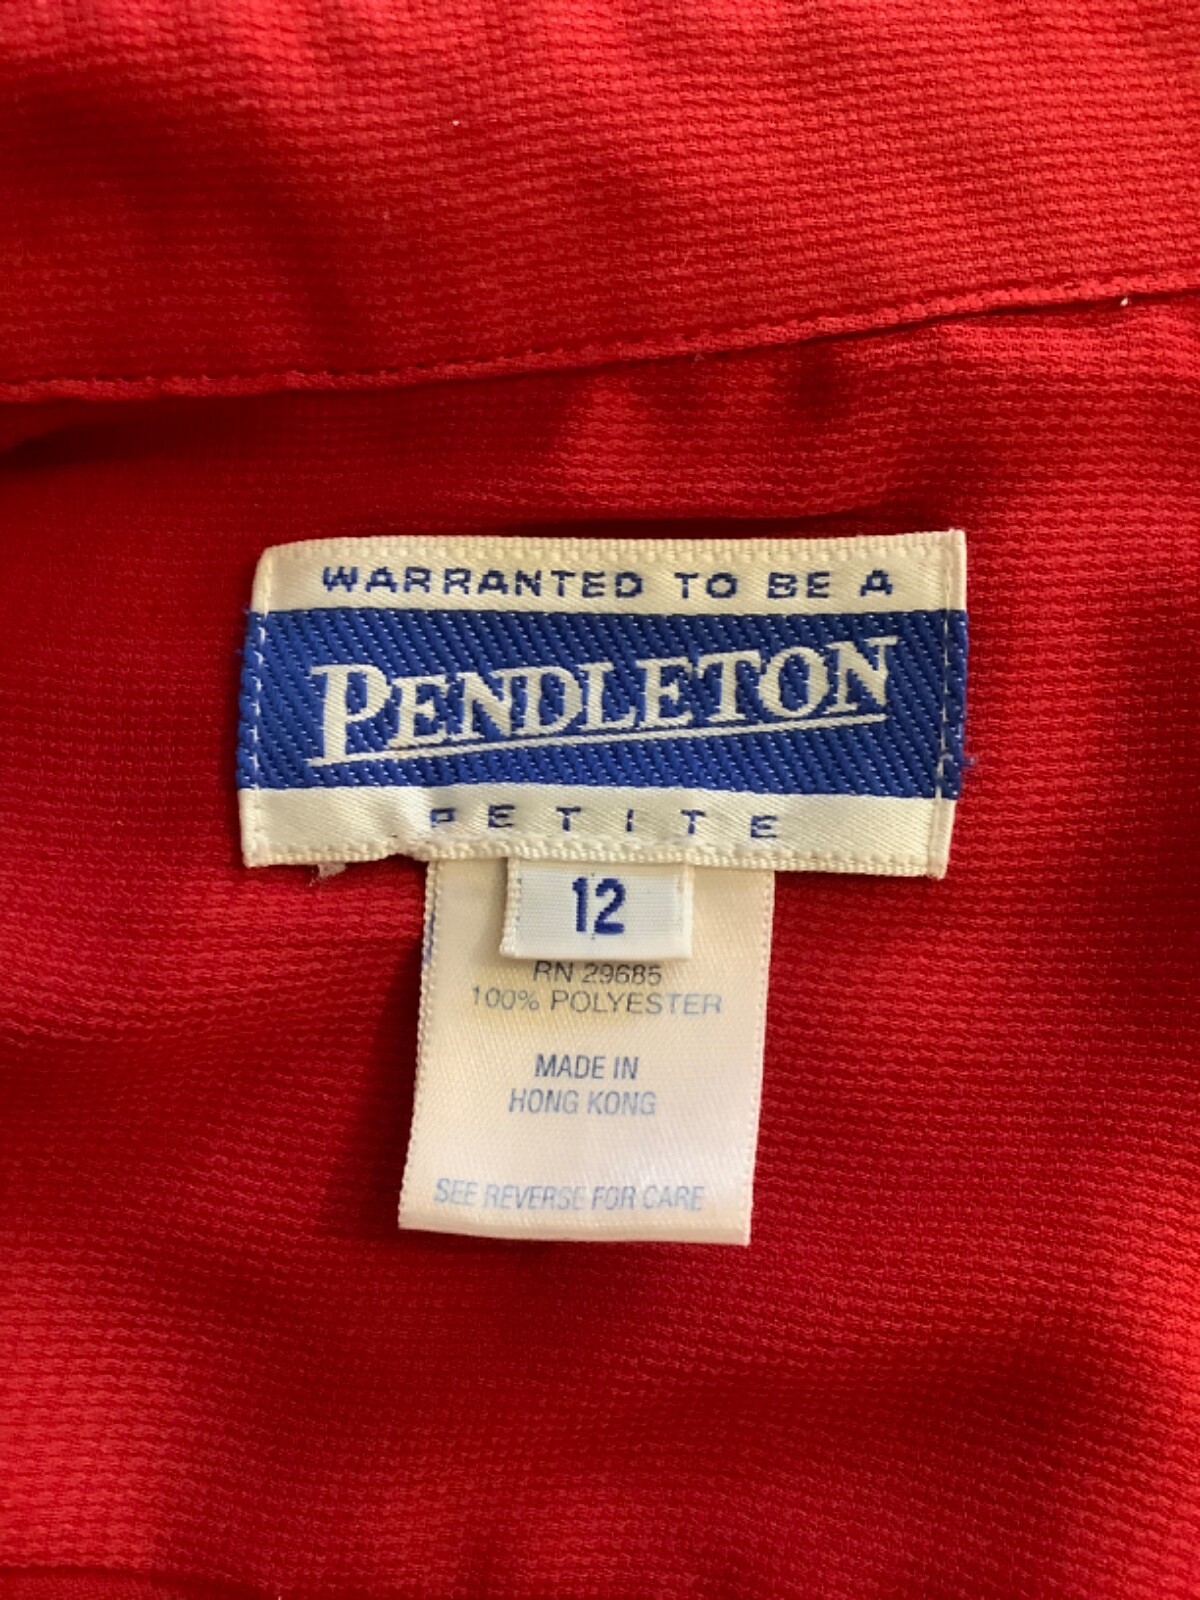 WARRANTED TO BE A
PENDLETON
PETITE
12
RN 29685
100% POLYESTER
MADE IN
HONG KONG
SEE REVERSE FOR CARE